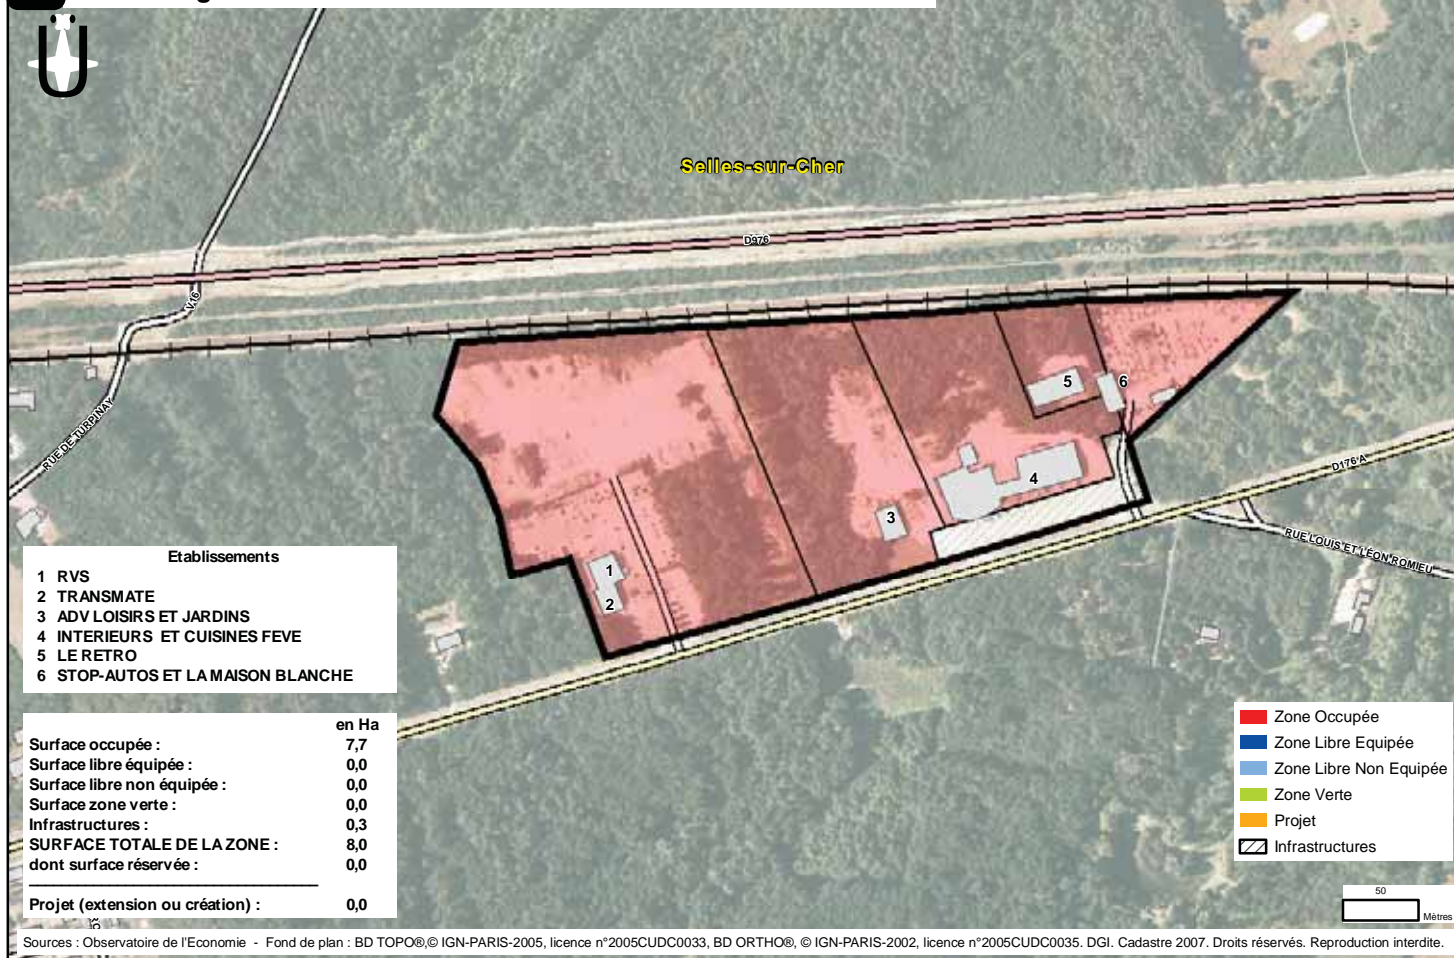 Ü
Selles-sur-Cher
D976
V16
RUE DE TURPINAY
5
6
4
3
1
2
D176 A
RUE LOUIS ET LÉON ROMIEU
Etablissements
1 RVS
2 TRANSMATE
3 ADV LOISIRS ET JARDINS
4 INTERIEURS ET CUISINES FEVE
5 LE RETRO
6 STOP-AUTOS ET LA MAISON BLANCHE
en Ha
Surface occupée : 7,7
Surface libre équipée : 0,0
Surface libre non équipée : 0,0
Surface zone verte : 0,0
Infrastructures : 0,3
SURFACE TOTALE DE LA ZONE : 8,0
dont surface réservée : 0,0
Projet (extension ou création) : 0,0
Zone Occupée
Zone Libre Equipée
Zone Libre Non Equipée
Zone Verte
Projet
Infrastructures
50
Mètres
Sources : Observatoire de l'Economie - Fond de plan : BD TOPO®,© IGN-PARIS-2005, licence n°2005CUDC0033, BD ORTHO®, © IGN-PARIS-2002, licence n°2005CUDC0035. DGI. Cadastre 2007. Droits réservés. Reproduction interdite.